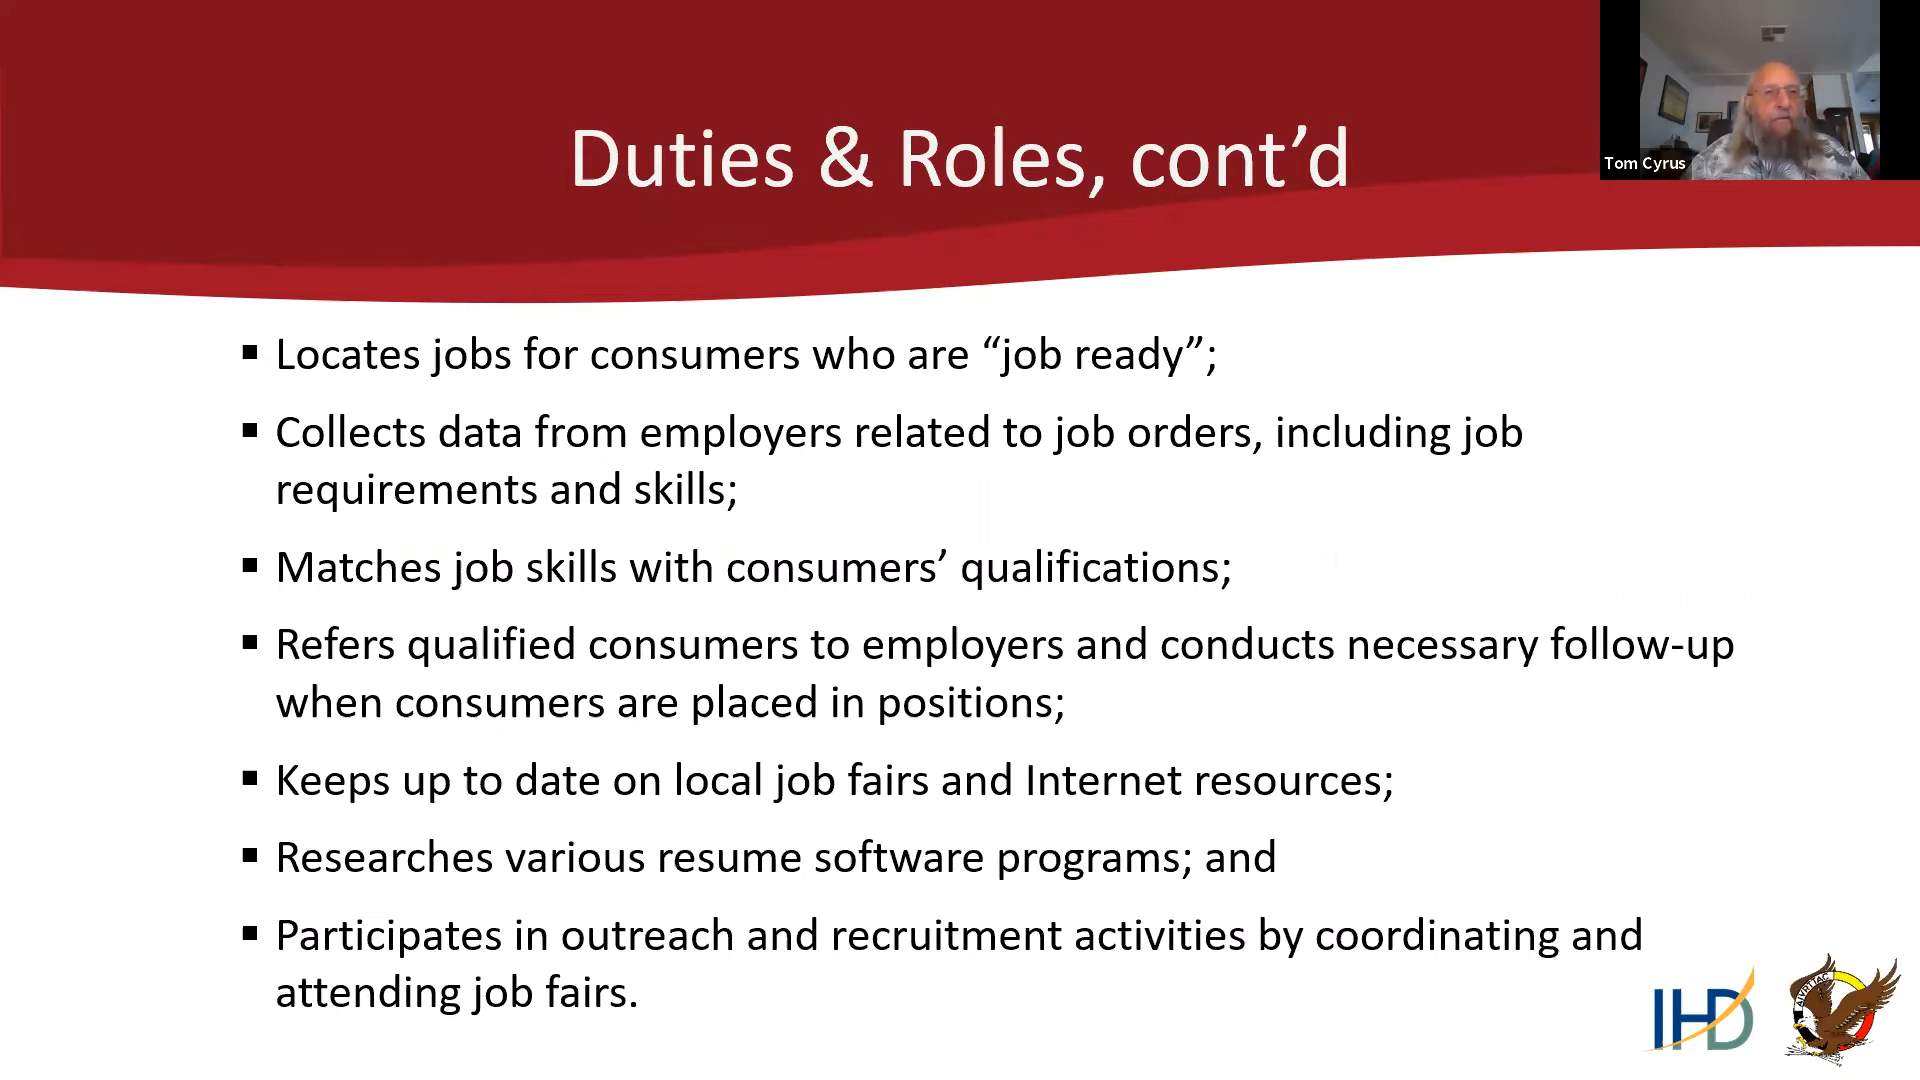 Duties & Roles, cont’d
Tom Cyrus
▪ Locates jobs for consumers who are “job ready”;
▪ Collects data from employers related to job orders, including job
requirements and skills;
▪ Matches job skills with consumers’ qualifications;
▪ Refers qualified consumers to employers and conducts necessary follow-up
when consumers are placed in positions;
▪ Keeps up to date on local job fairs and Internet resources;
▪ Researches various resume software programs; and
▪ Participates in outreach and recruitment activities by coordinating and
attending job fairs.
IHD
AIVRTTAC